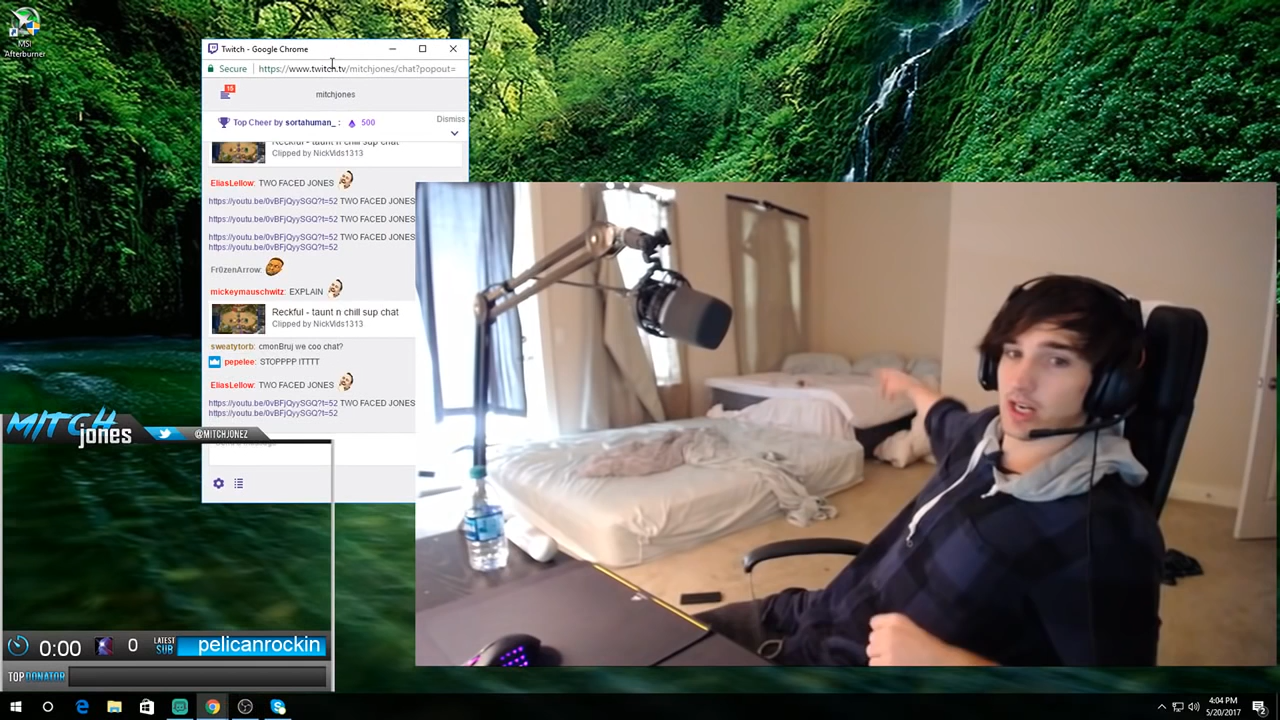 MSI
Afterburner
Twitch - Google Chrome
Secure
https://www.twitch.tv/mitchjones/chat?popout=
15
mitchjones
Top Cheer by sortahuman_ : 500
Dismiss
Reckful - taunt n chill sup chat
Clipped by NickVids1313
EliasLellow: TWO FACED JONES
https://youtu.be/0vBFjQyySGQ?t=52 TWO FACED JONES
https://youtu.be/0vBFjQyySGQ?t=52 TWO FACED JONES
https://youtu.be/0vBFjQyySGQ?t=52 TWO FACED JONES
https://youtu.be/0vBFjQyySGQ?t=52
Fr0zenArrow:
mickeymauschwitz: EXPLAIN
Reckful - taunt n chill sup chat
Clipped by NickVids1313
sweatytorb: cmonBruj we coo chat?
pepelee: STOPPPP ITTTT
EliasLellow: TWO FACED JONES
https://youtu.be/0vBFjQyySGQ?t=52 TWO FACED JONES
https://youtu.be/0vBFjQyySGQ?t=52
MITCH
jones
@MITCHJONEZ
0:00
0
LATEST
SUB
pelicanrockin
TOP DONATOR
4:04 PM
5/20/2017
2